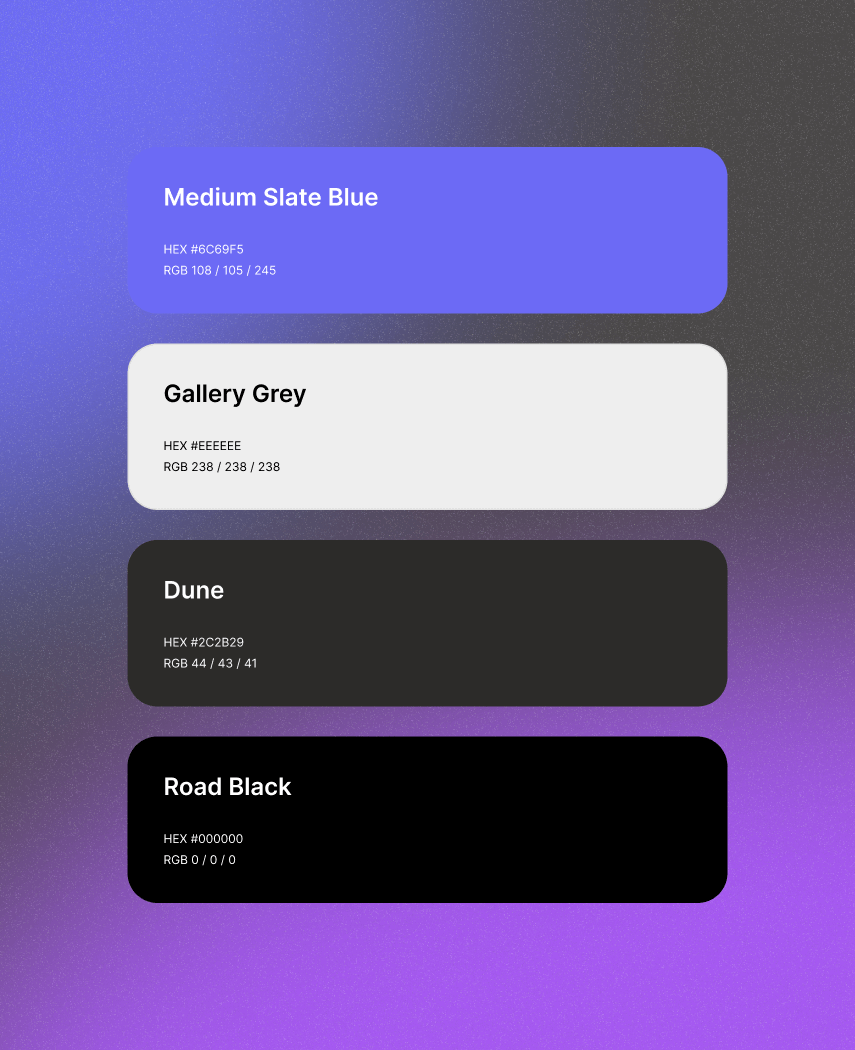 Medium Slate Blue
HEX #6C69F5
RGB 108 / 105 / 245
Gallery Grey
HEX #EEEEEE
RGB 238 / 238 / 238
Dune
HEX #2C2B29
RGB 44 / 43 / 41
Road Black
HEX #000000
RGB 0 / 0 / 0